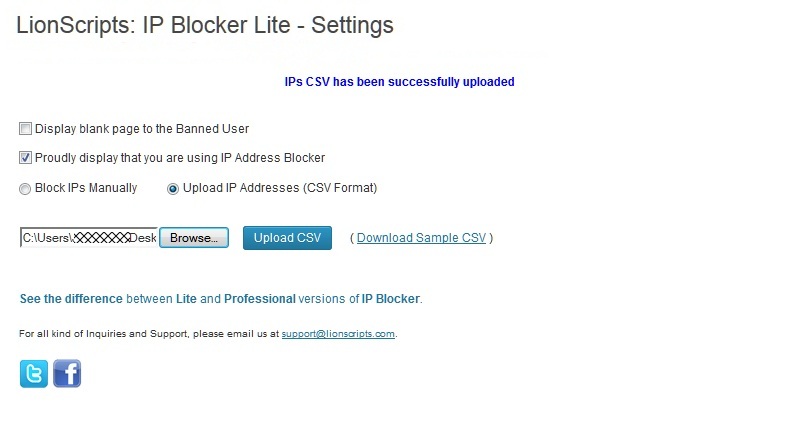 LionScripts: IP Blocker Lite - Settings
IPs CSV has been successfully uploaded
Display blank page to the Banned User
Proudly display that you are using IP Address Blocker
Block IPs Manually Upload IP Addresses (CSV Format)
C:\Users\ Desk Browse... Upload CSV ( Download Sample CSV )
See the difference between Lite and Professional versions of IP Blocker.
For all kind of Inquiries and Support, please email us at support@lionscripts.com.